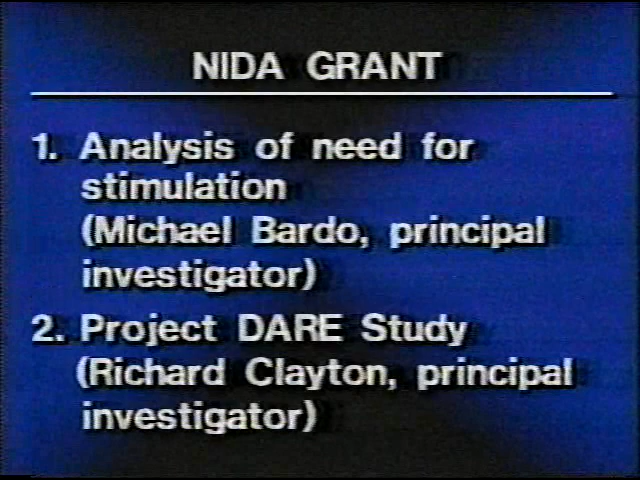 NIDA GRANT
1. Analysis of need for
stimulation
(Michael Bardo, principal
investigator)
2. Project DARE Study
(Richard Clayton, principal
investigator)